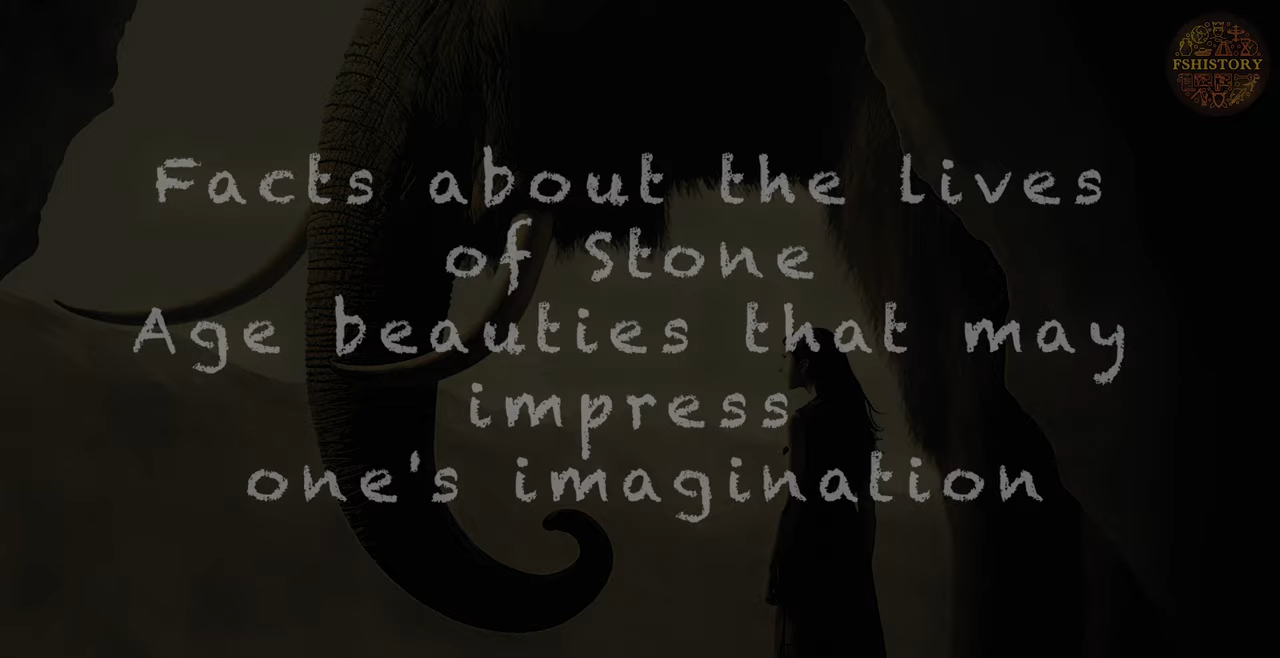 FSHISTORY
Facts about the lives
of Stone
Age beauties that may
impress
one's imagination